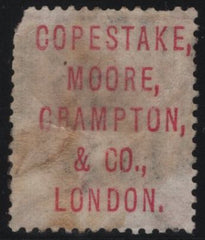 COPESTAKE,
MOORE,
CRAMPTON,
& CO.,
LONDON.